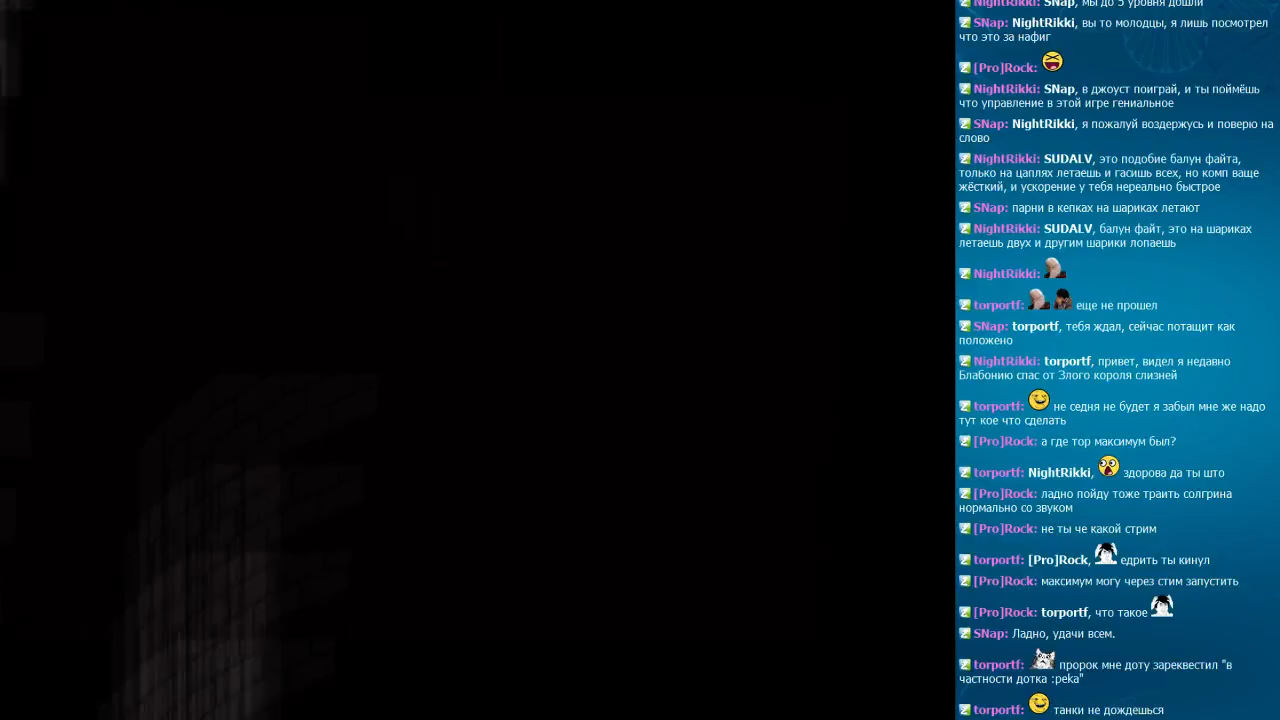 NightRikki: SNap, мы до 5 уровня дошли
SNap: NightRikki, вы то молодцы, я лишь посмотрел
что это за нафиг
[Pro]Rock:
NightRikki: SNap, в джоуст поиграй, и ты поймёшь
что управление в этой игре гениальное
SNap: NightRikki, я пожалуй воздержусь и поверю на
слово
NightRikki: SUDALV, это подобие балун файта,
только на цаплях летаешь и гасишь всех, но комп ваще
жёсткий, и ускорение у тебя нереально быстрое
SNap: парни в кепках на шариках летают
NightRikki: SUDALV, балун файт, это на шариках
летаешь двух и другим шарики лопаешь
NightRikki:
torportf: еще не прошел
SNap: torportf, тебя ждал, сейчас потащит как
положено
NightRikki: torportf, привет, видел я недавно
Блабонию спас от Злого короля слизней
torportf: не седня не будет я забыл мне же надо
тут кое что сделать
[Pro]Rock: а где тор максимум был?
torportf: NightRikki, здорова да ты што
[Pro]Rock: ладно пойду тоже траить солгрина
нормально со звуком
[Pro]Rock: не ты че какой стрим
torportf: [Pro]Rock, едрить ты кинул
[Pro]Rock: максимум могу через стим запустить
[Pro]Rock: torportf, что такое
SNap: Ладно, удачи всем.
torportf: пророк мне доту зареквестил "в
частности дотка :peka"
torportf: танки не дождешься